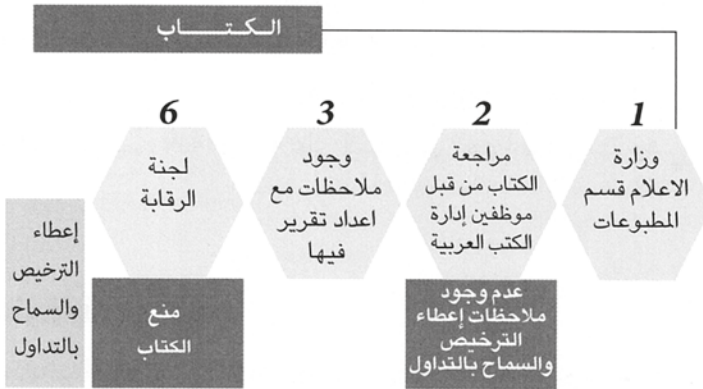 الـكـتـــــاب
1
وزارة
الاعلام قسم
المطبوعات
2
مراجعة
الكتاب من قبل
موظفين إدارة
الكتب العربية
عدم وجود
ملاحظات إعطاء
الترخيص
والسماح بالتداول
3
وجود
ملاحظات مع
اعداد تقرير
فيها
6
لجنة
الرقابة
منع
الكتاب
إعطاء
الترخيص
والسماح
بالتداول